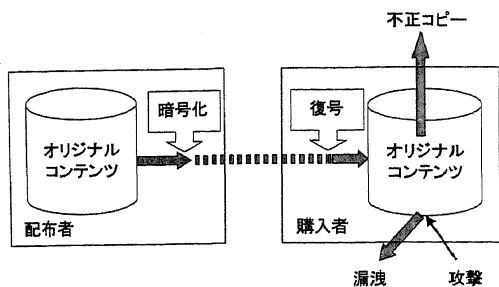 不正コピー
暗号化
復号
オリジナル
コンテンツ
オリジナル
コンテンツ
配布者
購入者
漏洩
攻撃